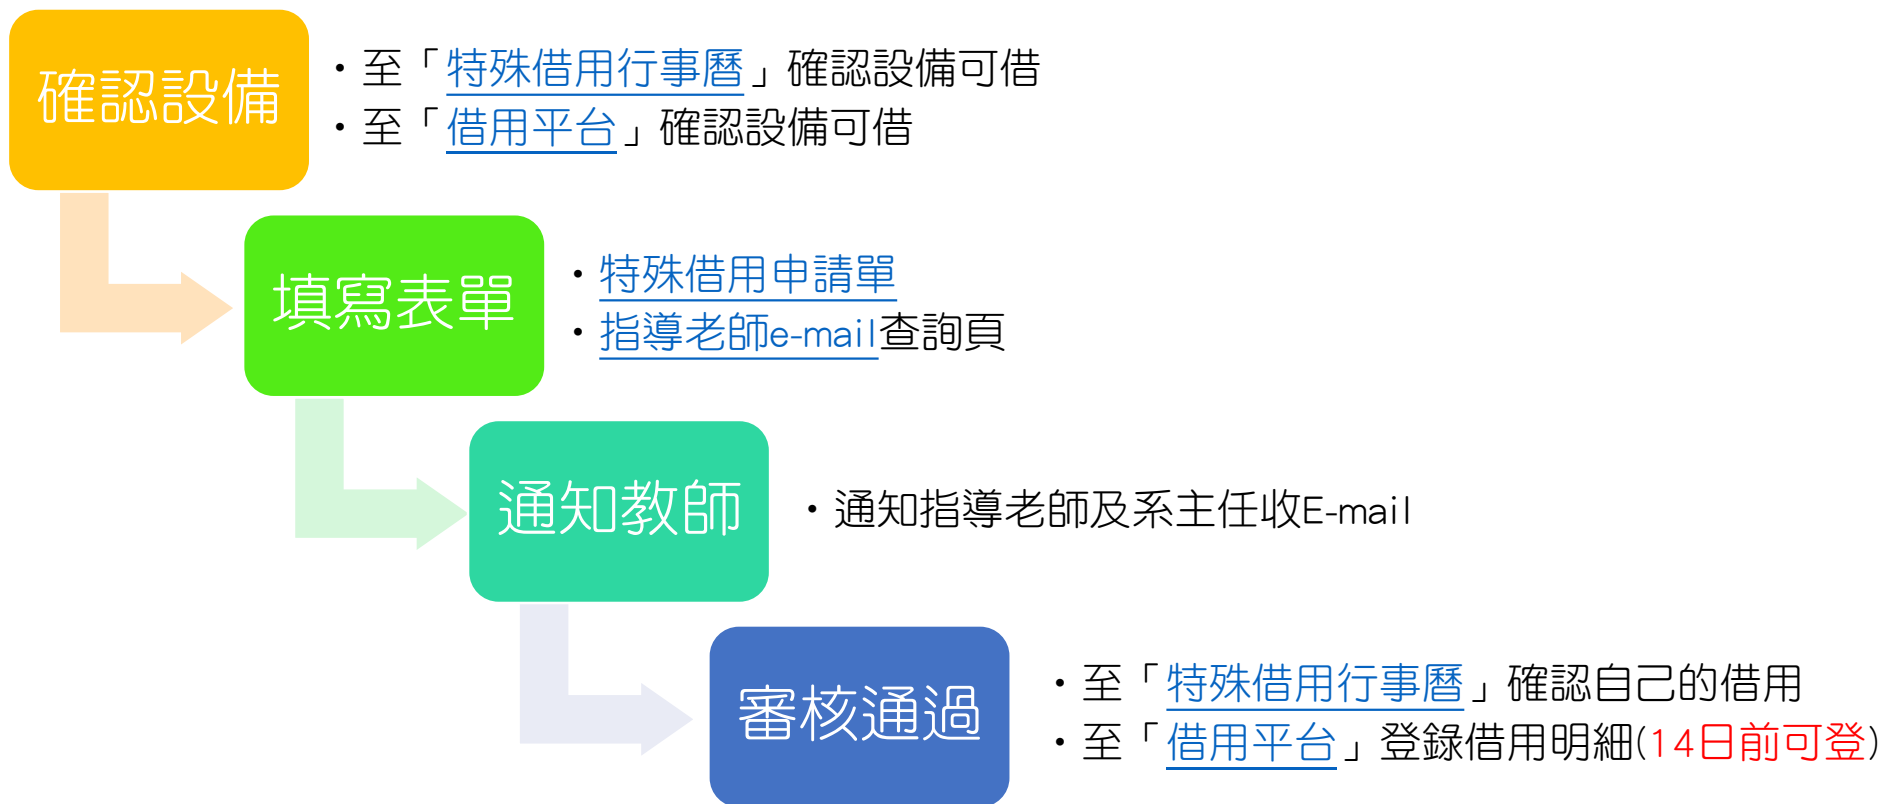 確認設備
・至「特殊借用行事曆」確認設備可借
・至「借用平台」確認設備可借
填寫表單
・特殊借用申請單
・指導老師e-mail查詢頁
通知教師
・通知指導老師及系主任收E-mail
審核通過
・至「特殊借用行事曆」確認自己的借用
・至「借用平台」登錄借用明細(14日前可登)